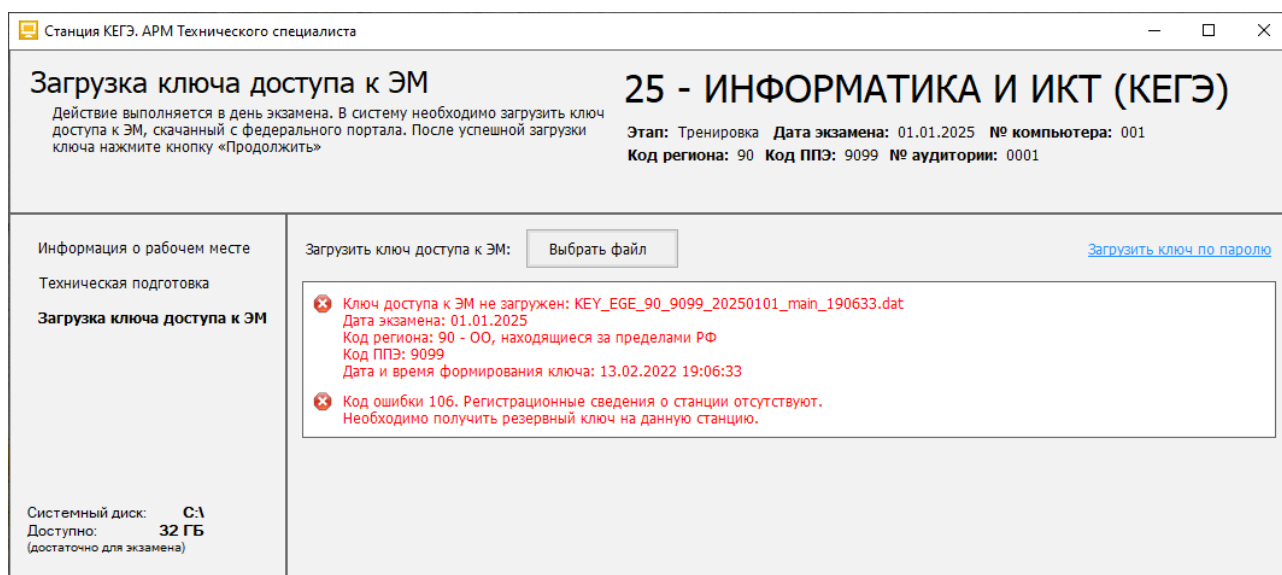 Станция КЕГЭ. АРМ Технического специалиста
Загрузка ключа доступа к ЭМ
Действие выполняется в день экзамена. В систему необходимо загрузить ключ
доступа к ЭМ, скачанный с федерального портала. После успешной загрузки
ключа нажмите кнопку «Продолжить»
25 - ИНФОРМАТИКА И ИКТ (КЕГЭ)
Этап: Тренировка Дата экзамена: 01.01.2025 № компьютера: 001
Код региона: 90 Код ППЭ: 9099 № аудитории: 0001
Информация о рабочем месте
Техническая подготовка
Загрузка ключа доступа к ЭМ
Системный диск: C:\
Доступно: 32 ГБ
(достаточно для экзамена)
Загрузить ключ доступа к ЭМ: Выбрать файл Загрузить ключ по паролю
Ключ доступа к ЭМ не загружен: KEY_EGE_90_9099_20250101_main_190633.dat
Дата экзамена: 01.01.2025
Код региона: 90 - ОО, находящиеся за пределами РФ
Код ППЭ: 9099
Дата и время формирования ключа: 13.02.2022 19:06:33
Код ошибки 106. Регистрационные сведения о станции отсутствуют.
Необходимо получить резервный ключ на данную станцию.